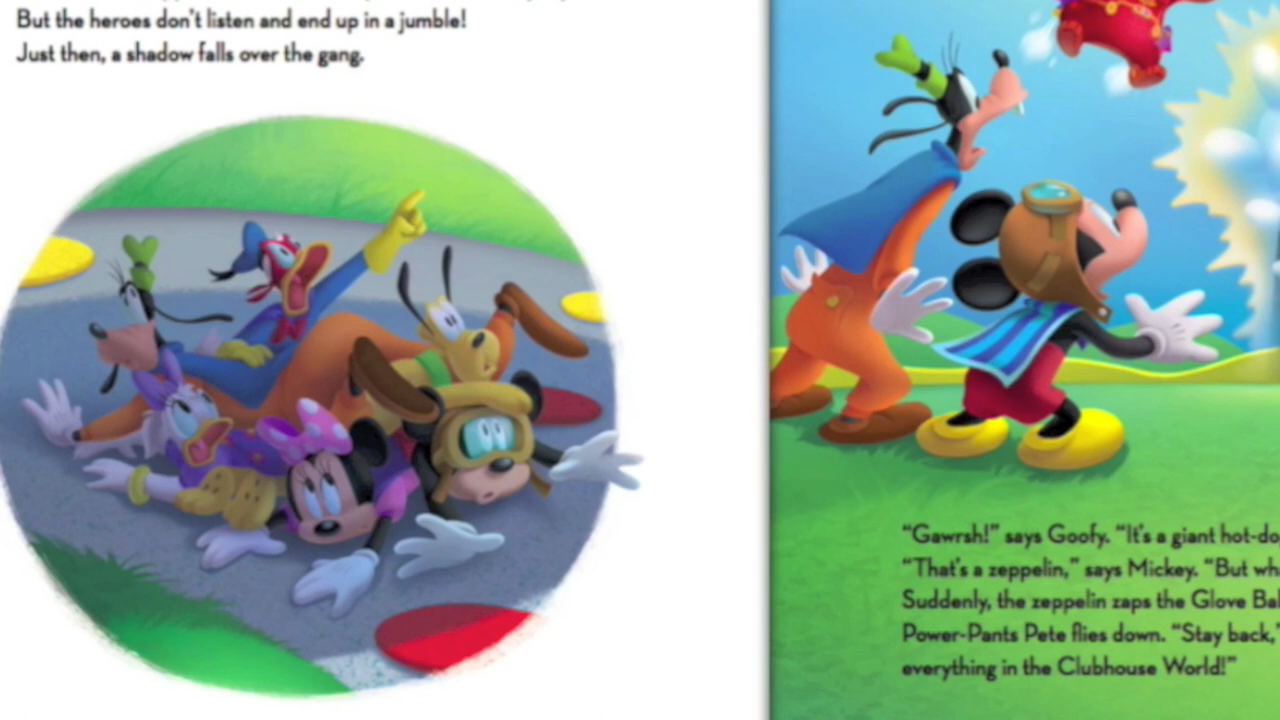 But the heroes don't listen and end up in a jumble!
Just then, a shadow falls over the gang.
"Gawrsh!" says Goofy. "It's a giant
"That's a zeppelin," says Mickey. "But
Suddenly, the zeppelin zaps the Glove
Power-Pants Pete flies down. "Stay back,"
everything in the Clubhouse World!"